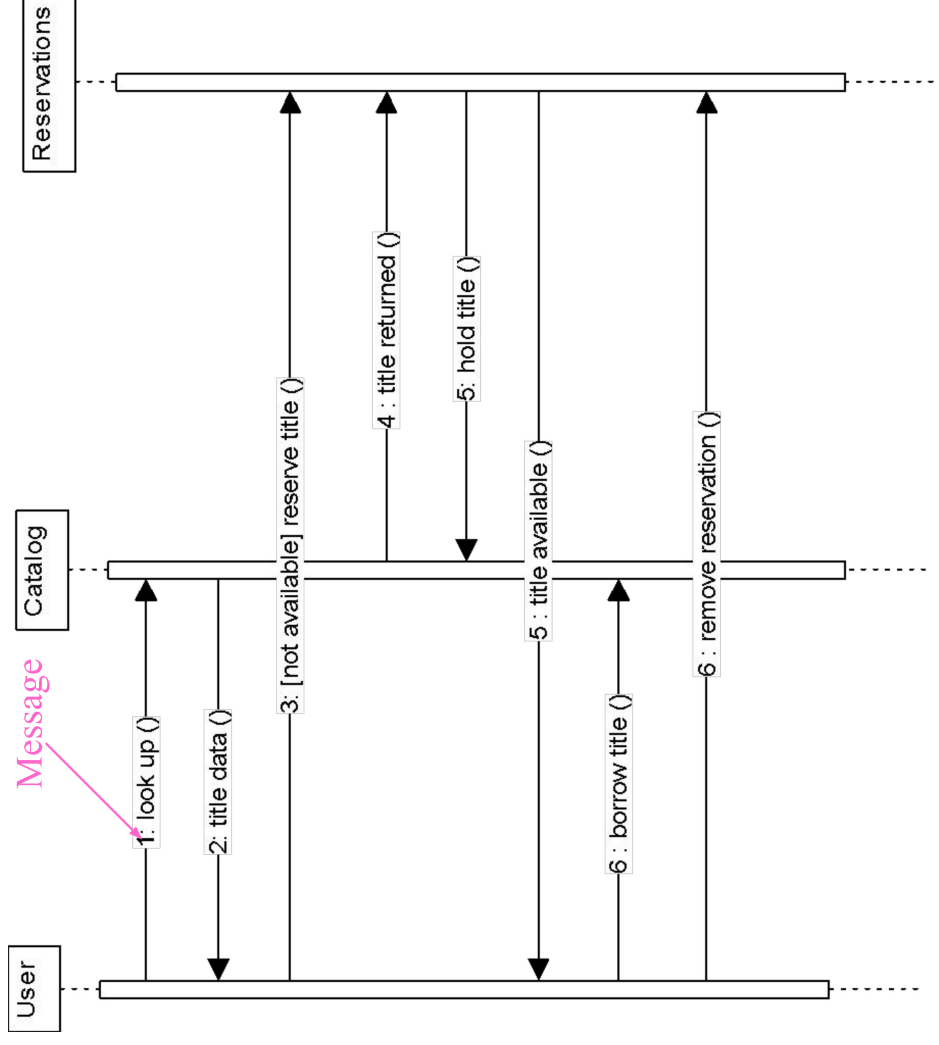 User
Catalog
Reservations
Message
1: look up ()
2: title data ()
3: [not available] reserve title ()
4 : title returned ()
5: hold title ()
5 : title available ()
6 : borrow title ()
6 : remove reservation ()